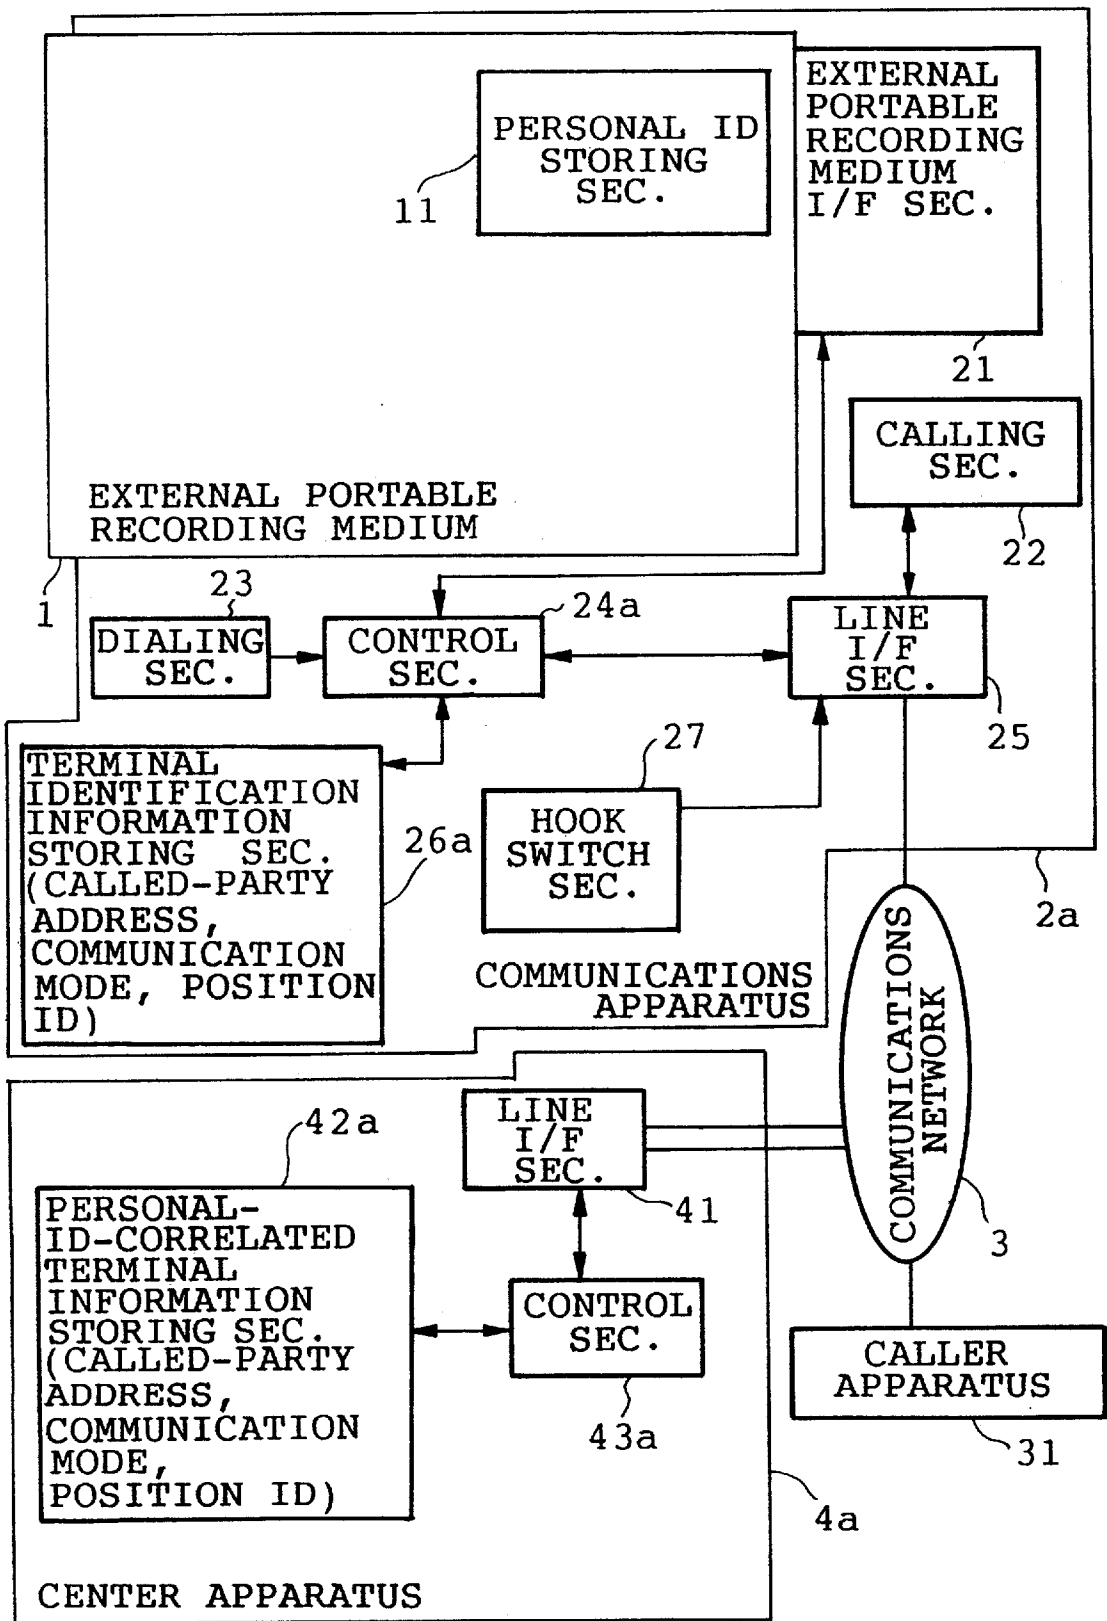 PERSONAL ID
STORING
SEC.
11
EXTERNAL
PORTABLE
RECORDING
MEDIUM
I/F SEC.
21
CALLING
SEC.
22
EXTERNAL PORTABLE
RECORDING MEDIUM
1
23
DIALING
SEC.
24a
CONTROL
SEC.
LINE
I/F
SEC.
25
TERMINAL
IDENTIFICATION
INFORMATION
STORING SEC.
(CALLED-PARTY
ADDRESS,
COMMUNICATION
MODE, POSITION
ID)
26a
27
HOOK
SWITCH
SEC.
2a
COMMUNICATIONS
APPARATUS
COMMUNICATIONS
NETWORK
3
LINE
I/F
SEC.
41
42a
PERSONAL-
ID-CORRELATED
TERMINAL
INFORMATION
STORING SEC.
(CALLED-PARTY
ADDRESS,
COMMUNICATION
MODE,
POSITION ID)
CONTROL
SEC.
43a
CALLER
APPARATUS
31
4a
CENTER APPARATUS